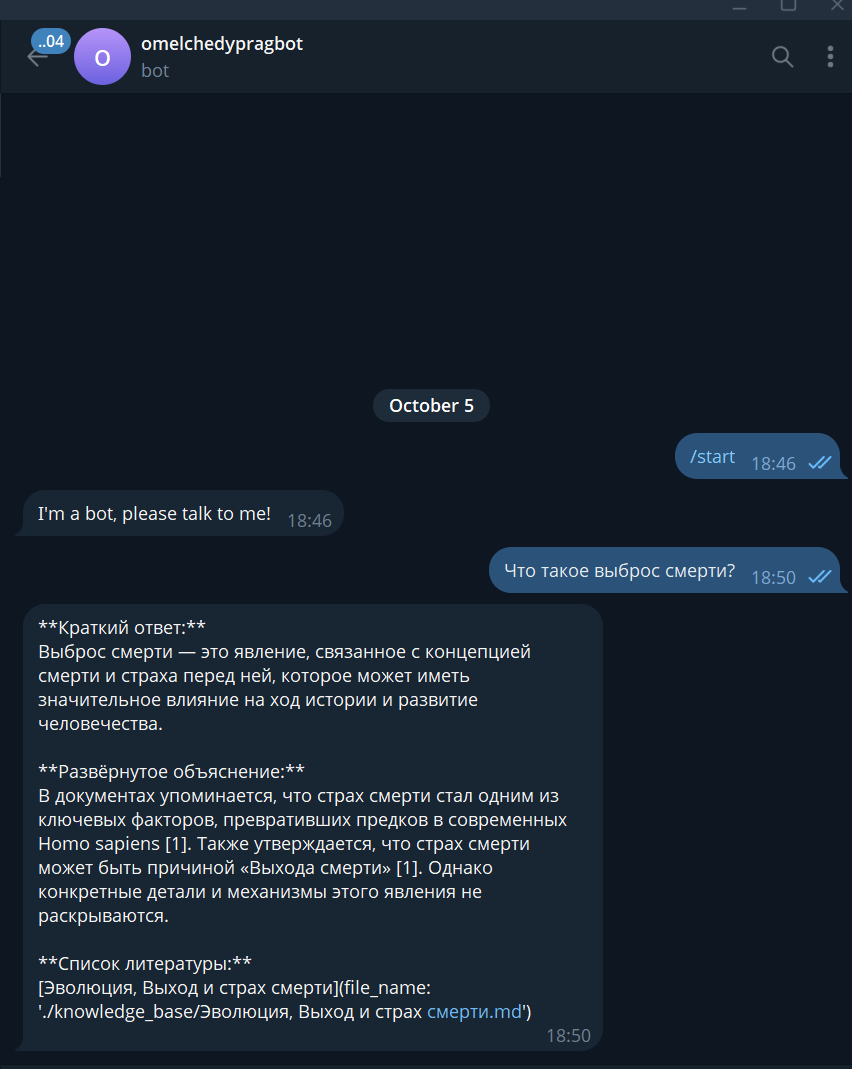 ..04
O
omelchedypragbot
bot
October 5
/start 18:46
I'm a bot, please talk to me! 18:46
Что такое выброс смерти? 18:50
**Краткий ответ:**
Выброс смерти — это явление, связанное с концепцией
смерти и страха перед ней, которое может иметь
значительное влияние на ход истории и развитие
человечества.
**Развёрнутое объяснение:**
В документах упоминается, что страх смерти стал одним из
ключевых факторов, превративших предков в современных
Homo sapiens [1]. Также утверждается, что страх смерти
может быть причиной «Выхода смерти» [1]. Однако
конкретные детали и механизмы этого явления не
раскрываются.
**Список литературы:**
[Эволюция, Выход и страх смерти](file_name:
'./knowledge_base/Эволюция, Выход и страх смерти.md')
18:50